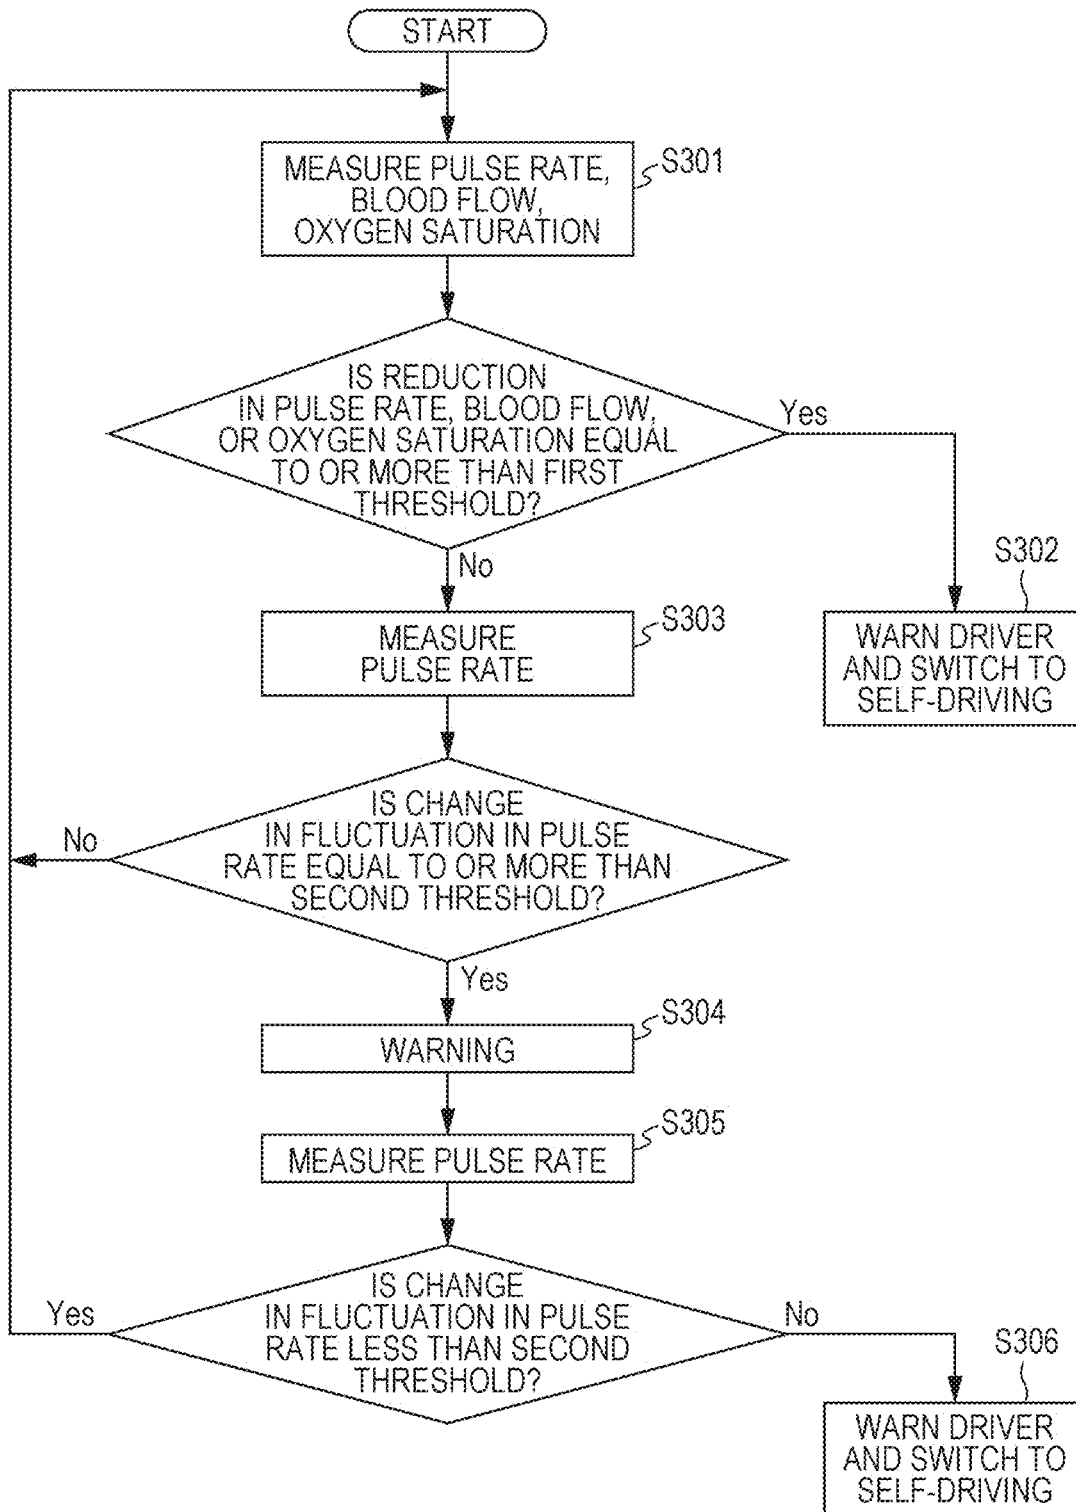 START
MEASURE PULSE RATE,
BLOOD FLOW,
OXYGEN SATURATION
S301
IS REDUCTION
IN PULSE RATE, BLOOD FLOW,
OR OXYGEN SATURATION EQUAL
TO OR MORE THAN FIRST
THRESHOLD?
Yes
No
S302
WARN DRIVER
AND SWITCH TO
SELF-DRIVING
MEASURE
PULSE RATE
S303
IS CHANGE
IN FLUCTUATION IN PULSE
RATE EQUAL TO OR MORE THAN
SECOND THRESHOLD?
No
Yes
WARNING
S304
MEASURE PULSE RATE
S305
IS CHANGE
IN FLUCTUATION IN PULSE
RATE LESS THAN SECOND
THRESHOLD?
Yes
No
S306
WARN DRIVER
AND SWITCH TO
SELF-DRIVING